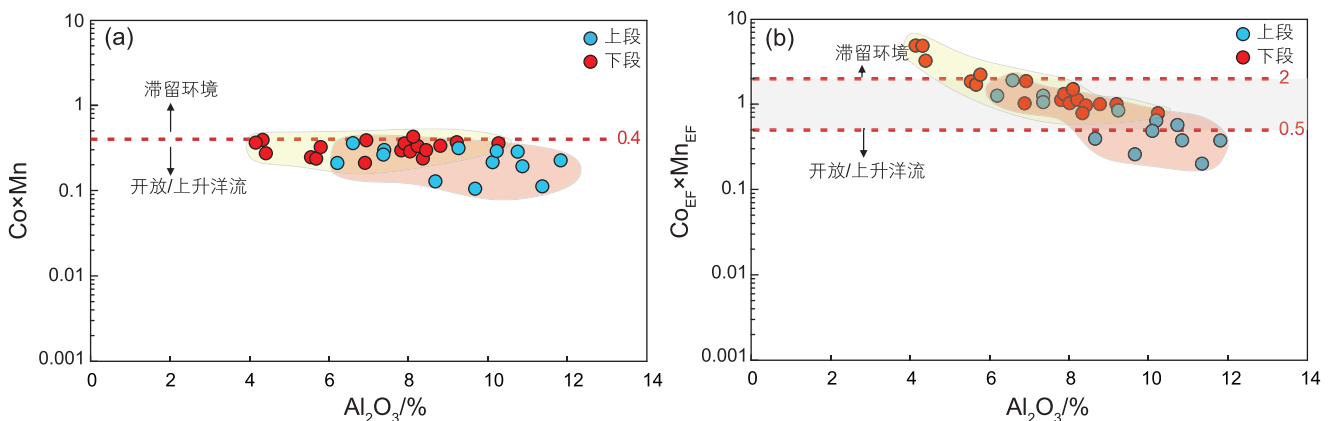 (a)
上段
下段
滞留环境
0.4
开放/上升洋流
Co×Mn
10
1
0.1
0.01
0.001
0 2 4 6 8 10 12 14
Al₂O₃/%
(b)
上段
下段
滞留环境
2
0.5
开放/上升洋流
Co_EF×Mn_EF
10
1
0.1
0.01
0.001
0 2 4 6 8 10 12 14
Al₂O₃/%